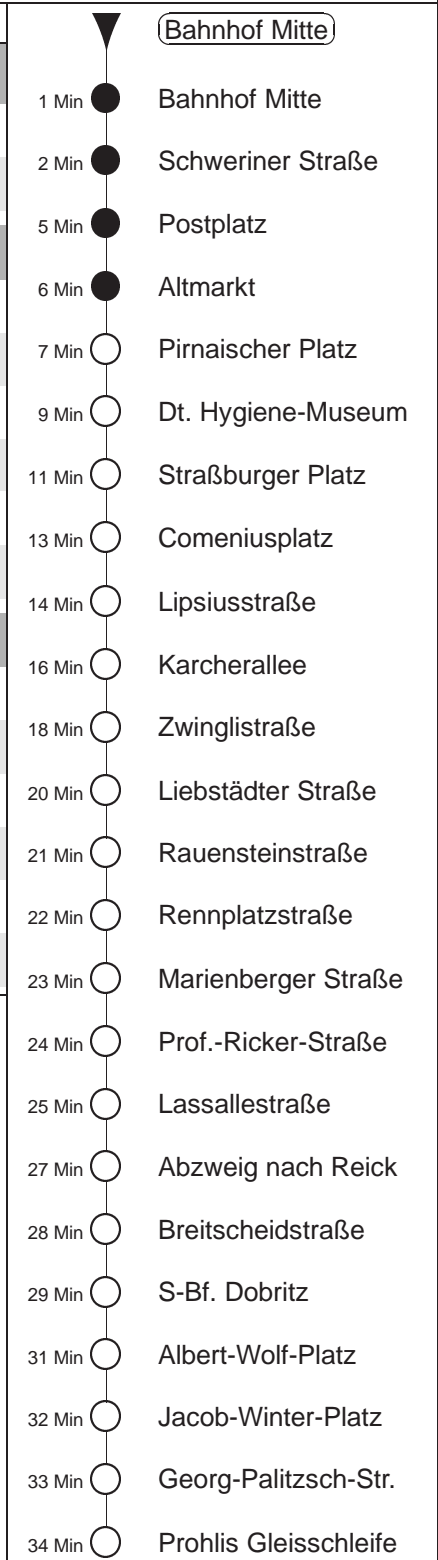 Bahnhof Mitte
1 Min Bahnhof Mitte
2 Min Schweriner Straße
5 Min Postplatz
6 Min Altmarkt
7 Min Pirnaischer Platz
9 Min Dt. Hygiene-Museum
11 Min Straßburger Platz
13 Min Comeniusplatz
14 Min Lipsiusstraße
16 Min Karcherallee
18 Min Zwinglistraße
20 Min Liebstädter Straße
21 Min Rauensteinstraße
22 Min Rennplatzstraße
23 Min Marienberger Straße
24 Min Prof.-Ricker-Straße
25 Min Lassallestraße
27 Min Abzweig nach Reick
28 Min Breitscheidstraße
29 Min S-Bf. Dobritz
31 Min Albert-Wolf-Platz
32 Min Jacob-Winter-Platz
33 Min Georg-Palitzsch-Str.
34 Min Prohlis Gleisschleife